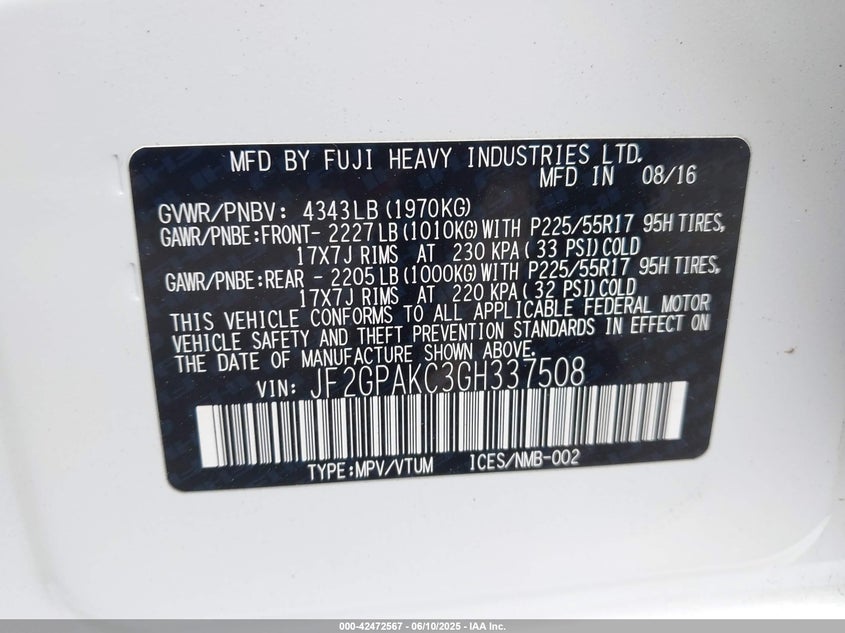 MFD BY FUJI HEAVY INDUSTRIES LTD.
MFD IN 08/16
GVWR/PNBV: 4343LB(1970KG)
GAWR/PNBE:FRONT- 2227LB(1010KG)WITH P225/55R17 95H TIRES,
17X7J RIMS AT 230 KPA( 33 PSI)COLD
GAWR/PNBE:REAR - 2205LB(1000KG)WITH P225/55R17 95H TIRES,
17X7J RIMS AT 220 KPA( 32 PSI)COLD
THIS VEHICLE CONFORMS TO ALL APPLICABLE FEDERAL MOTOR
VEHICLE SAFETY AND THEFT PREVENTION STANDARDS IN EFFECT ON
THE DATE OF MANUFACTURE SHOWN ABOVE.
VIN: JF2GPAKC3GH337508
TYPE:MPV/VTUM ICES/NMB-002
000-42472567 - 06/10/2025 - IAA Inc.